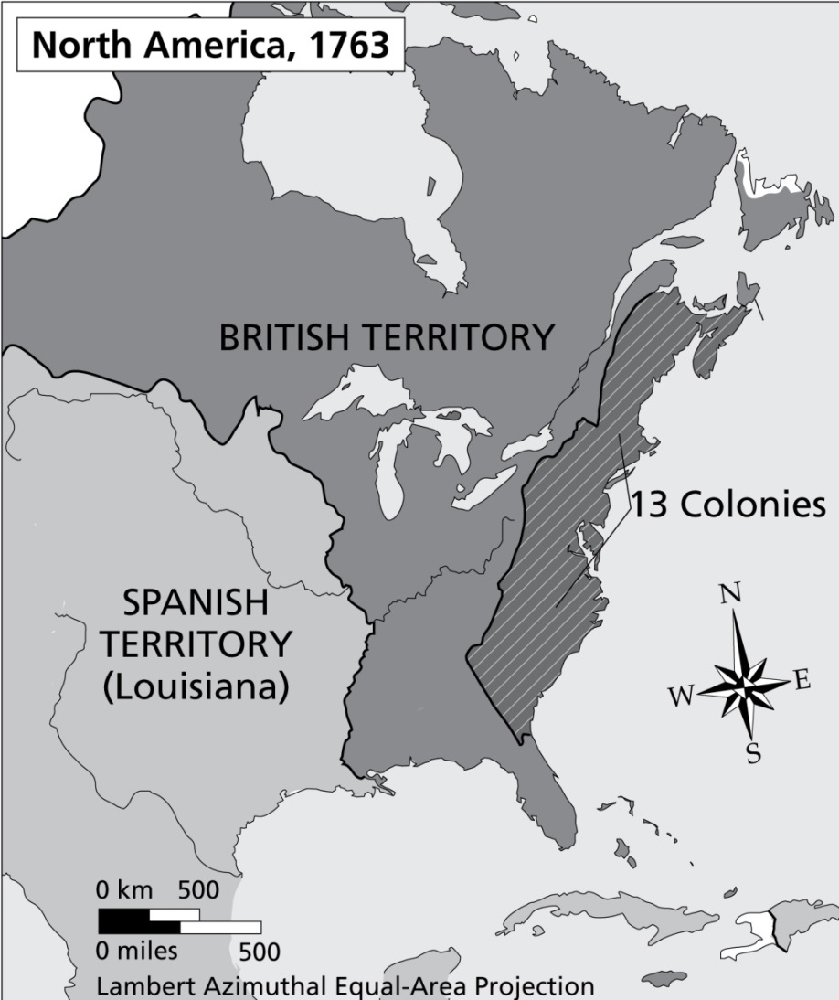 North America, 1763
BRITISH TERRITORY
13 Colonies
SPANISH
TERRITORY
(Louisiana)
N
W
E
S
0 km 500
0 miles 500
Lambert Azimuthal Equal-Area Projection